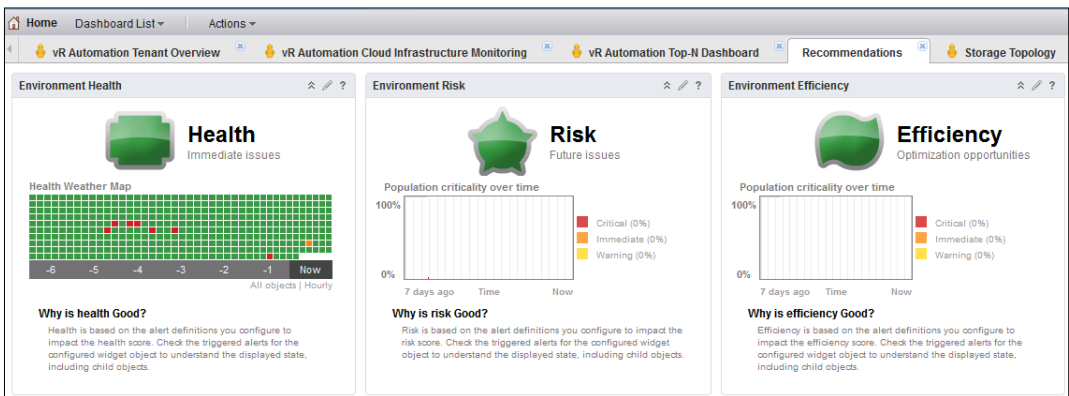 Home Dashboard List Actions
vR Automation Tenant Overview vR Automation Cloud Infrastructure Monitoring vR Automation Top-N Dashboard Recommendations Storage Topology
Environment Health ?
Health
Immediate issues
Health Weather Map
-6 -5 -4 -3 -2 -1 Now
All objects | Hourly
Why is health Good?
Health is based on the alert definitions you configure to
impact the health score. Check the triggered alerts for the
configured widget object to understand the displayed state,
including child objects.
Environment Risk ?
Risk
Future issues
Population criticality over time
100%
Critical (0%)
Immediate (0%)
Warning (0%)
0%
7 days ago Time Now
Why is risk Good?
Risk is based on the alert definitions you configure to impact the
risk score. Check the triggered alerts for the configured widget
object to understand the displayed state, including child objects.
Environment Efficiency ?
Efficiency
Optimization opportunities
Population criticality over time
100%
Critical (0%)
Immediate (0%)
Warning (0%)
0%
7 days ago Time Now
Why is efficiency Good?
Efficiency is based on the alert definitions you configure to
impact the efficiency score. Check the triggered alerts for the
configured widget object to understand the displayed state,
including child objects.